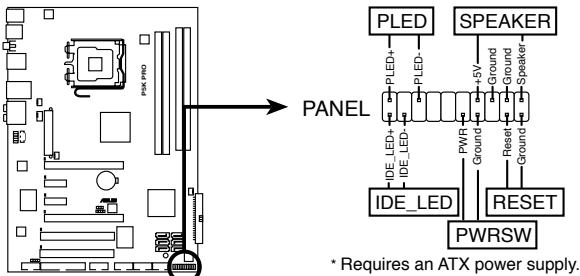 PLED
SPEAKER
PLED+
PLED-
+5V
Ground
Ground
Speaker
P5K PRO
PANEL
IDE_LED+
IDE_LED-
PWR
Ground
Reset
Ground
ASUS
IDE_LED
RESET
PWRSW
* Requires an ATX power supply.